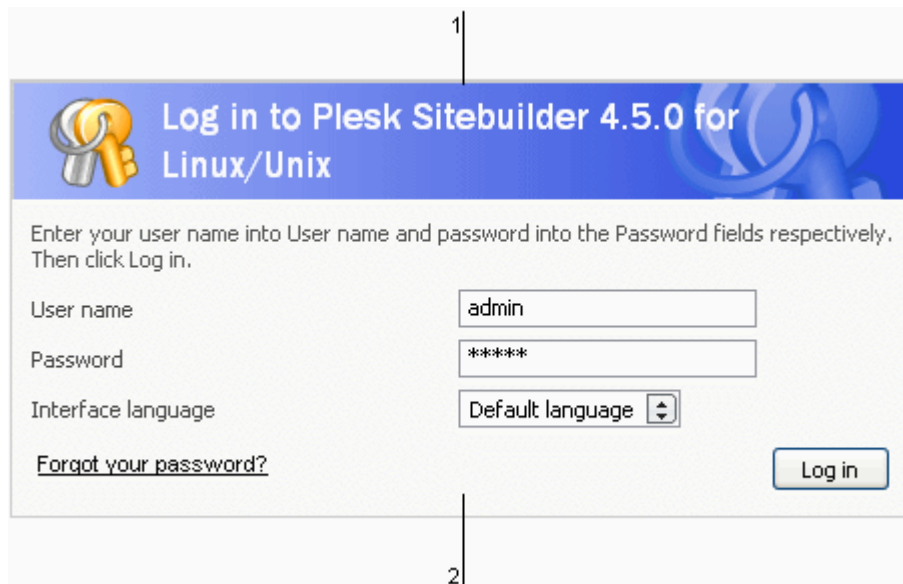 1
Log in to Plesk Sitebuilder 4.5.0 for
Linux/Unix
Enter your user name into User name and password into the Password fields respectively.
Then click Log in.
User name
admin
Password
*****
Interface language
Default language
Forgot your password?
Log in
2